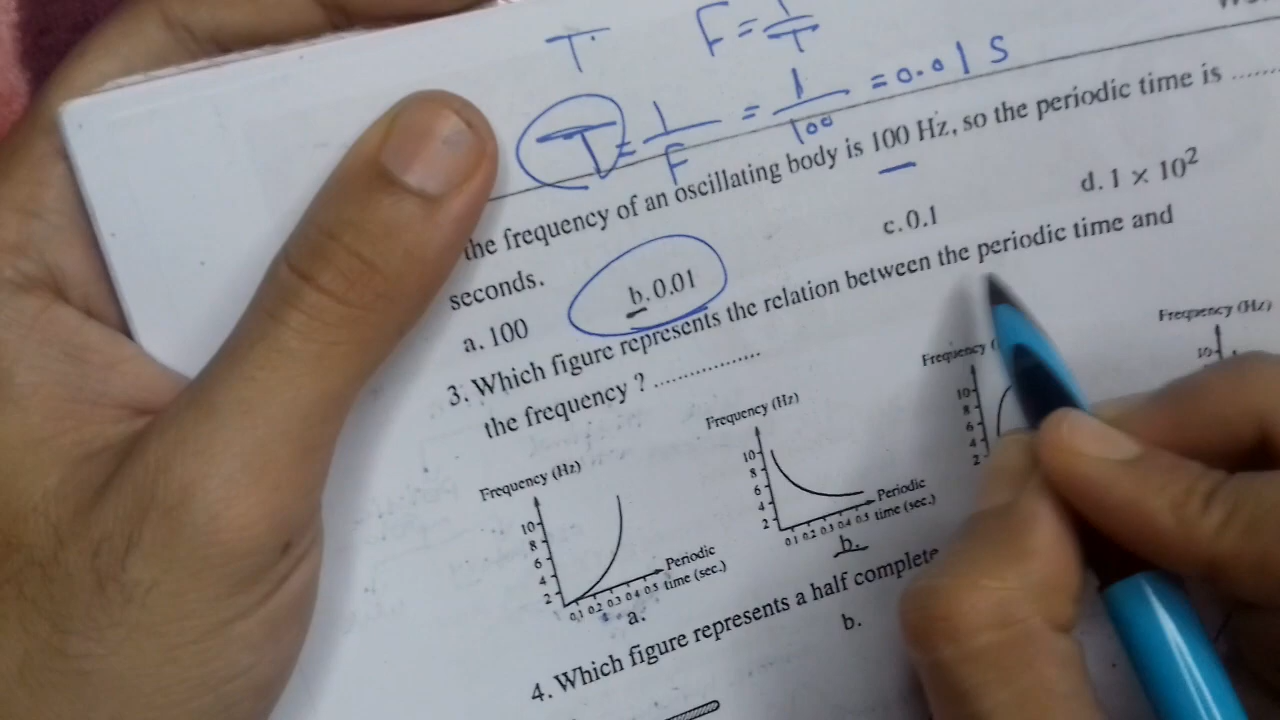 T
F = 1/T
T = 1/F = 1/100 = 0.01 S
the frequency of an oscillating body is 100 Hz, so the periodic time is ........
seconds.
a. 100
b. 0.01
c. 0.1
d. 1 × 10²
3. Which figure represents the relation between the periodic time and
the frequency ? ................
Frequency (Hz)
10
8
6
4
2
0.1 0.2 0.3 0.4 0.5
Periodic
time (sec.)
a.
Frequency (Hz)
10
8
6
4
2
0.1 0.2 0.3 0.4 0.5
Periodic
time (sec.)
b.
Frequency (
10
8
6
4
2
Frequency (Hz)
10
4. Which figure represents a half complete
b.